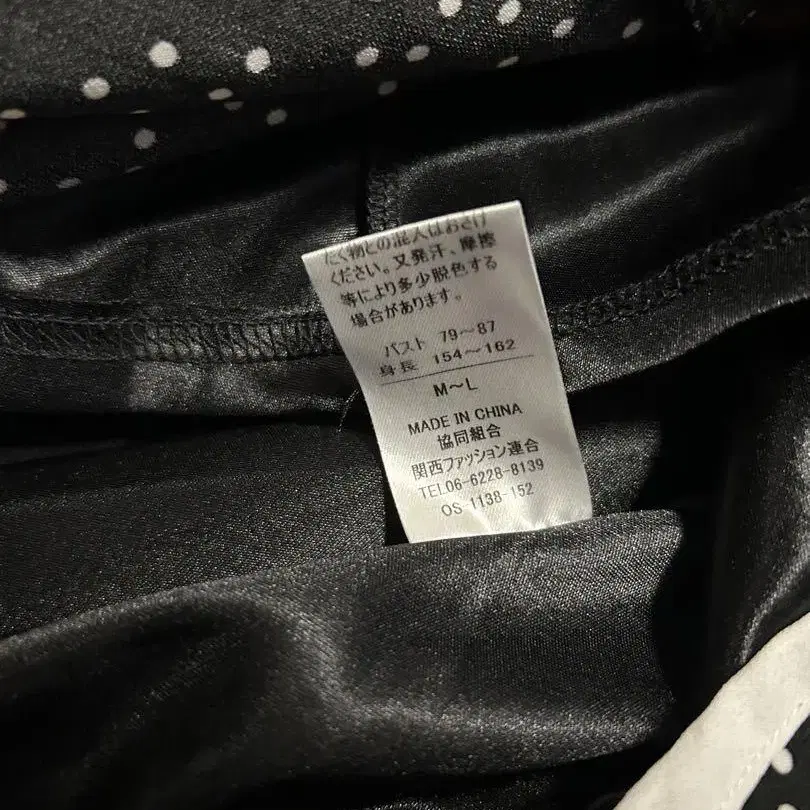 たく物との混入はおさけ
ください。又発汗、摩擦
等により多少脱色する
場合があります。
バスト 79～87
身長 154～162
M～L
MADE IN CHINA
協同組合
関西ファッション連合
TEL06-6228-8139
OS-1138-152